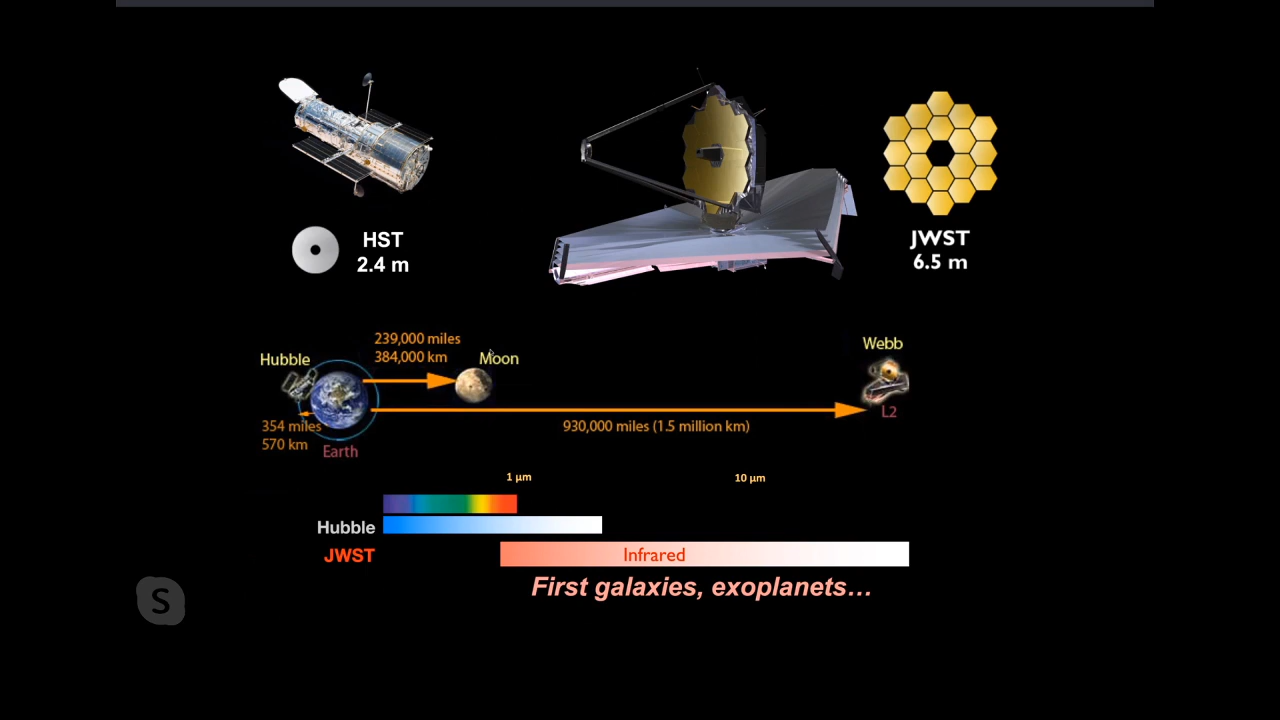 HST
2.4 m
JWST
6.5 m
239,000 miles
384,000 km
Hubble
Moon
Webb
L2
354 miles
570 km
930,000 miles (1.5 million km)
Earth
1 μm
10 μm
Hubble
JWST
Infrared
First galaxies, exoplanets…
S